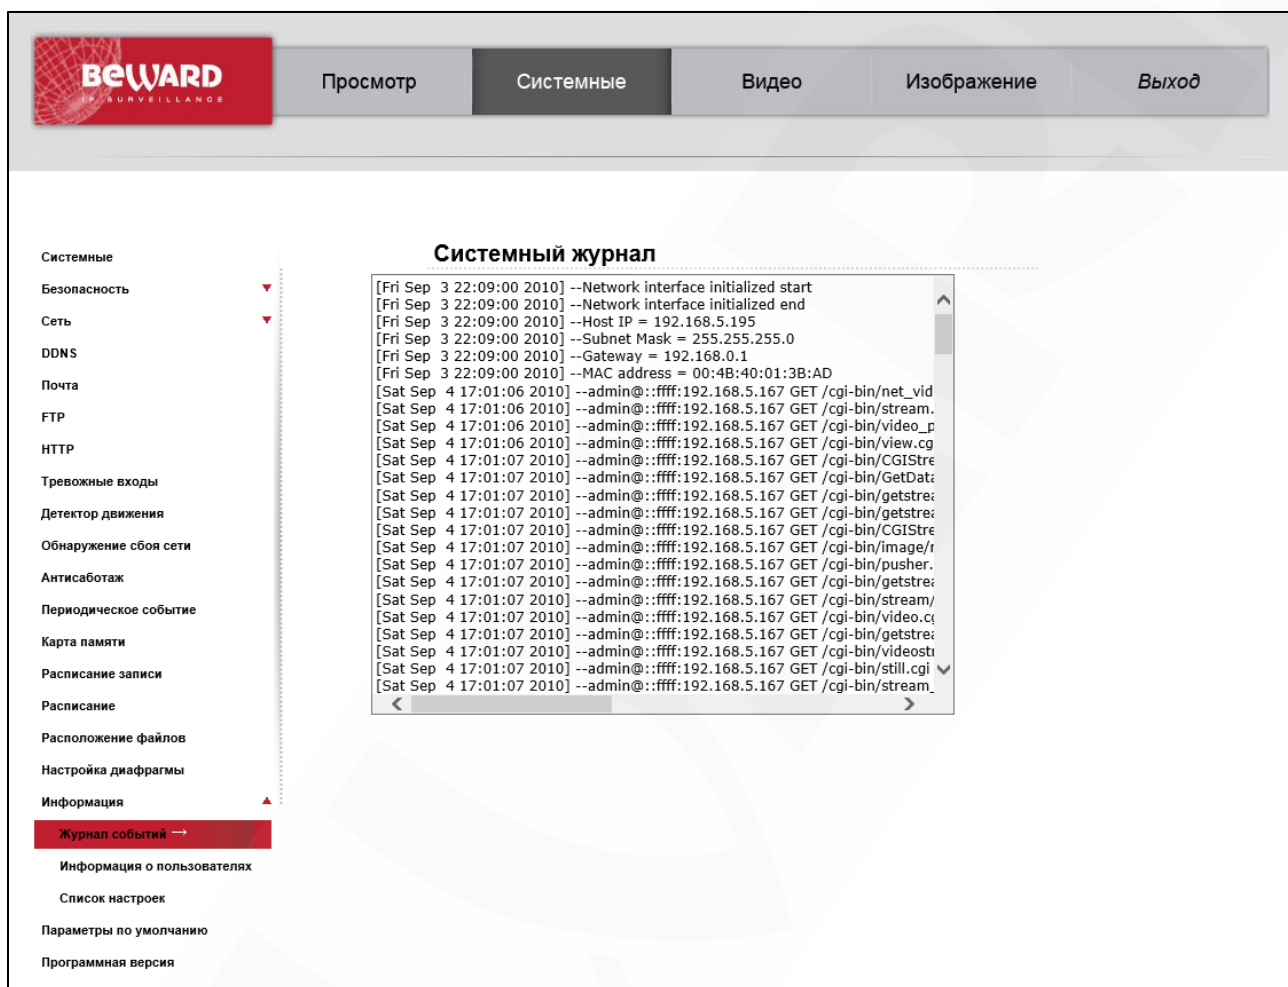 BEWARD
IP SURVEILLANCE
Просмотр
Системные
Видео
Изображение
Выход
Системные
Безопасность
Сеть
DDNS
Почта
FTP
HTTP
Тревожные входы
Детектор движения
Обнаружение сбоя сети
Антисаботаж
Периодическое событие
Карта памяти
Расписание записи
Расписание
Расположение файлов
Настройка диафрагмы
Информация
Журнал событий →
Информация о пользователях
Список настроек
Параметры по умолчанию
Программная версия
Системный журнал
[Fri Sep  3 22:09:00 2010] --Network interface initialized start
[Fri Sep  3 22:09:00 2010] --Network interface initialized end
[Fri Sep  3 22:09:00 2010] --Host IP = 192.168.5.195
[Fri Sep  3 22:09:00 2010] --Subnet Mask = 255.255.255.0
[Fri Sep  3 22:09:00 2010] --Gateway = 192.168.0.1
[Fri Sep  3 22:09:00 2010] --MAC address = 00:4B:40:01:3B:AD
[Sat Sep  4 17:01:06 2010] --admin@::ffff:192.168.5.167 GET /cgi-bin/net_vid
[Sat Sep  4 17:01:06 2010] --admin@::ffff:192.168.5.167 GET /cgi-bin/stream.
[Sat Sep  4 17:01:06 2010] --admin@::ffff:192.168.5.167 GET /cgi-bin/video_p
[Sat Sep  4 17:01:06 2010] --admin@::ffff:192.168.5.167 GET /cgi-bin/view.cg
[Sat Sep  4 17:01:07 2010] --admin@::ffff:192.168.5.167 GET /cgi-bin/CGIStre
[Sat Sep  4 17:01:07 2010] --admin@::ffff:192.168.5.167 GET /cgi-bin/GetData
[Sat Sep  4 17:01:07 2010] --admin@::ffff:192.168.5.167 GET /cgi-bin/getstrea
[Sat Sep  4 17:01:07 2010] --admin@::ffff:192.168.5.167 GET /cgi-bin/getstrea
[Sat Sep  4 17:01:07 2010] --admin@::ffff:192.168.5.167 GET /cgi-bin/CGIStre
[Sat Sep  4 17:01:07 2010] --admin@::ffff:192.168.5.167 GET /cgi-bin/image/r
[Sat Sep  4 17:01:07 2010] --admin@::ffff:192.168.5.167 GET /cgi-bin/pusher.
[Sat Sep  4 17:01:07 2010] --admin@::ffff:192.168.5.167 GET /cgi-bin/getstrea
[Sat Sep  4 17:01:07 2010] --admin@::ffff:192.168.5.167 GET /cgi-bin/stream/
[Sat Sep  4 17:01:07 2010] --admin@::ffff:192.168.5.167 GET /cgi-bin/video.cg
[Sat Sep  4 17:01:07 2010] --admin@::ffff:192.168.5.167 GET /cgi-bin/getstrea
[Sat Sep  4 17:01:07 2010] --admin@::ffff:192.168.5.167 GET /cgi-bin/videostr
[Sat Sep  4 17:01:07 2010] --admin@::ffff:192.168.5.167 GET /cgi-bin/still.cgi
[Sat Sep  4 17:01:07 2010] --admin@::ffff:192.168.5.167 GET /cgi-bin/stream_